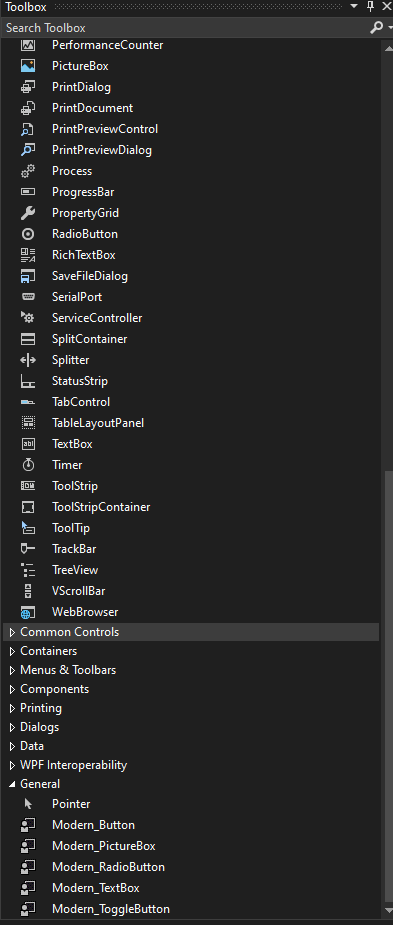 Toolbox
Search Toolbox
PerformanceCounter
PictureBox
PrintDialog
PrintDocument
PrintPreviewControl
PrintPreviewDialog
Process
ProgressBar
PropertyGrid
RadioButton
RichTextBox
SaveFileDialog
SerialPort
ServiceController
SplitContainer
Splitter
StatusStrip
TabControl
TableLayoutPanel
TextBox
Timer
ToolStrip
ToolStripContainer
ToolTip
TrackBar
TreeView
VScrollBar
WebBrowser
Common Controls
Containers
Menus & Toolbars
Components
Printing
Dialogs
Data
WPF Interoperability
General
Pointer
Modern_Button
Modern_PictureBox
Modern_RadioButton
Modern_TextBox
Modern_ToggleButton